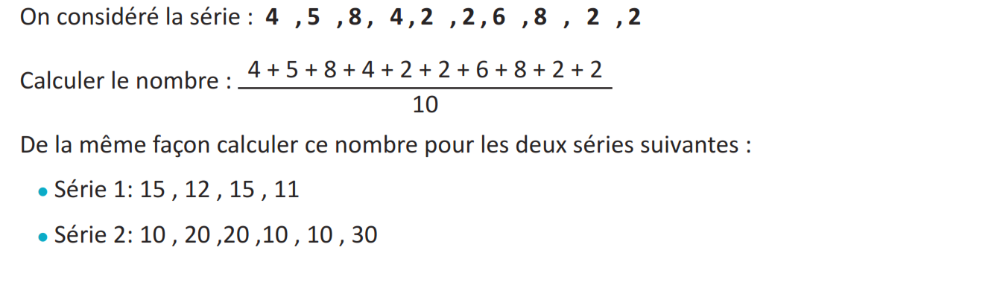 On considéré la série : 4 ,5 ,8, 4,2 ,2,6 ,8 , 2 ,2
Calculer le nombre : 4 + 5 + 8 + 4 + 2 + 2 + 6 + 8 + 2 + 2
10
De la même façon calculer ce nombre pour les deux séries suivantes :
• Série 1: 15 , 12 , 15 , 11
• Série 2: 10 , 20 ,20 ,10 , 10 , 30